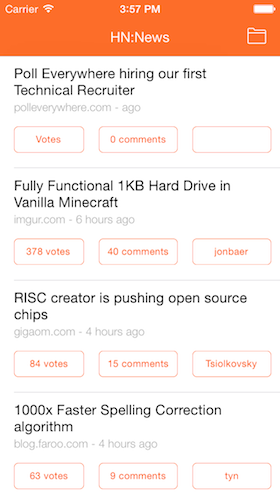 Carrier 3:57 PM
HN:News
Poll Everywhere hiring our first
Technical Recruiter
polleverywhere.com - ago
Votes 0 comments
Fully Functional 1KB Hard Drive in
Vanilla Minecraft
imgur.com - 6 hours ago
378 votes 40 comments jonbaer
RISC creator is pushing open source
chips
gigaom.com - 4 hours ago
84 votes 15 comments Tsiolkovsky
1000x Faster Spelling Correction
algorithm
blog.faroo.com - 4 hours ago
63 votes 9 comments tyn